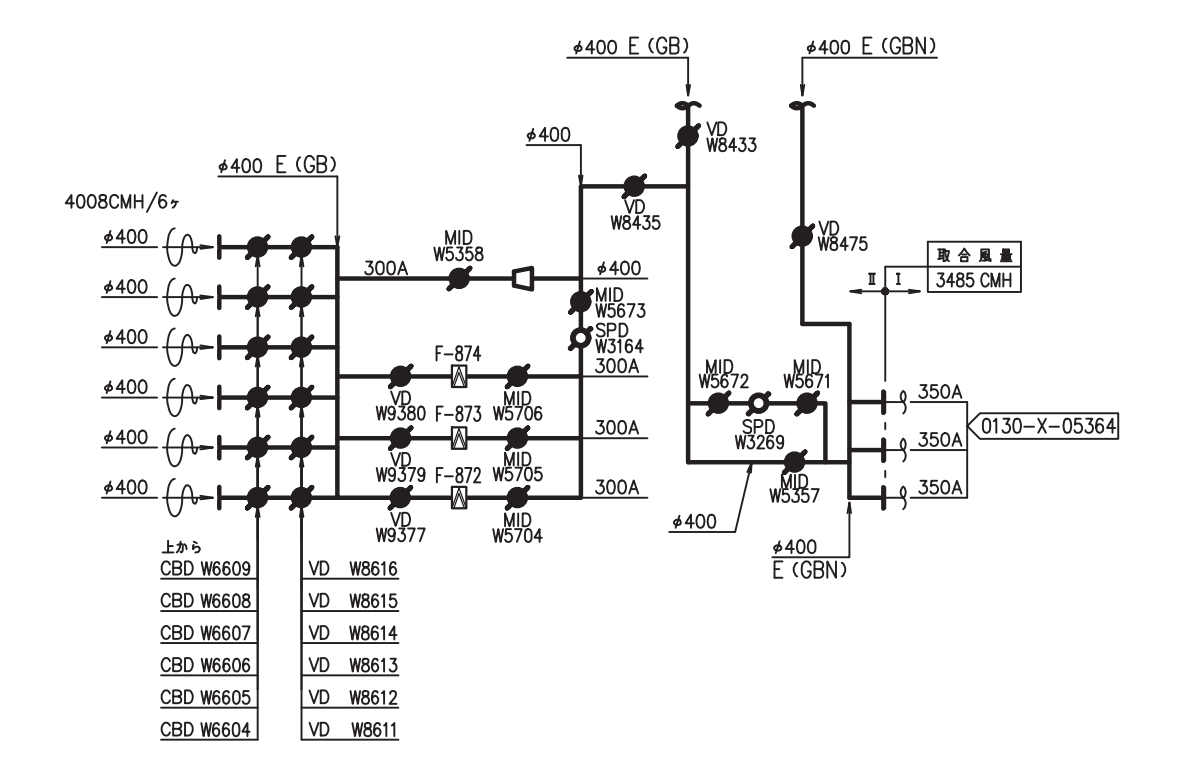 φ400 E (GB)
φ400 E (GBN)
VD
W8433
φ400
φ400 E (GB)
4008CMH/6ヶ
VD
W8435
VD
W8475
φ400
MID
W5358
300A
φ400
取合風量
3485 CMH
II I
φ400
MID
W5673
SPD
W3164
φ400
F-874
300A
MID
W5672
MID
W5671
φ400
VD
W9380
MID
W5706
350A
F-873
SPD
W3269
0130-X-05364
φ400
300A
350A
VD
W9379
MID
W5705
F-872
MID
W5357
φ400
300A
350A
VD
W9377
MID
W5704
φ400
φ400
E (GBN)
上から
CBD W6609 VD W8616
CBD W6608 VD W8615
CBD W6607 VD W8614
CBD W6606 VD W8613
CBD W6605 VD W8612
CBD W6604 VD W8611